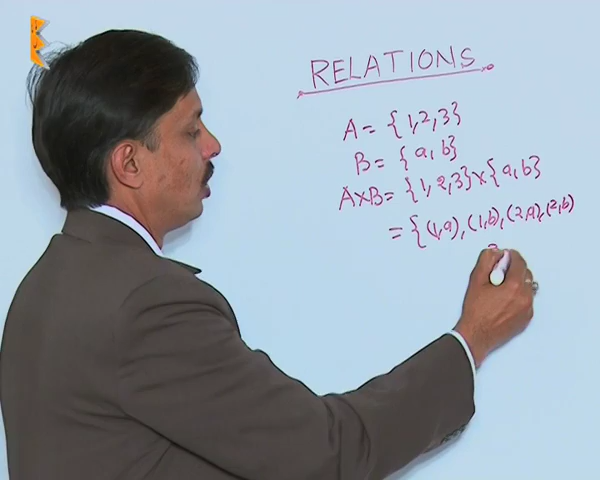 RELATIONS
A = {1,2,3}
B = {a,b}
A×B = {1,2,3}×{a,b}
= {(1,a),(1,b),(2,a),(2,b)